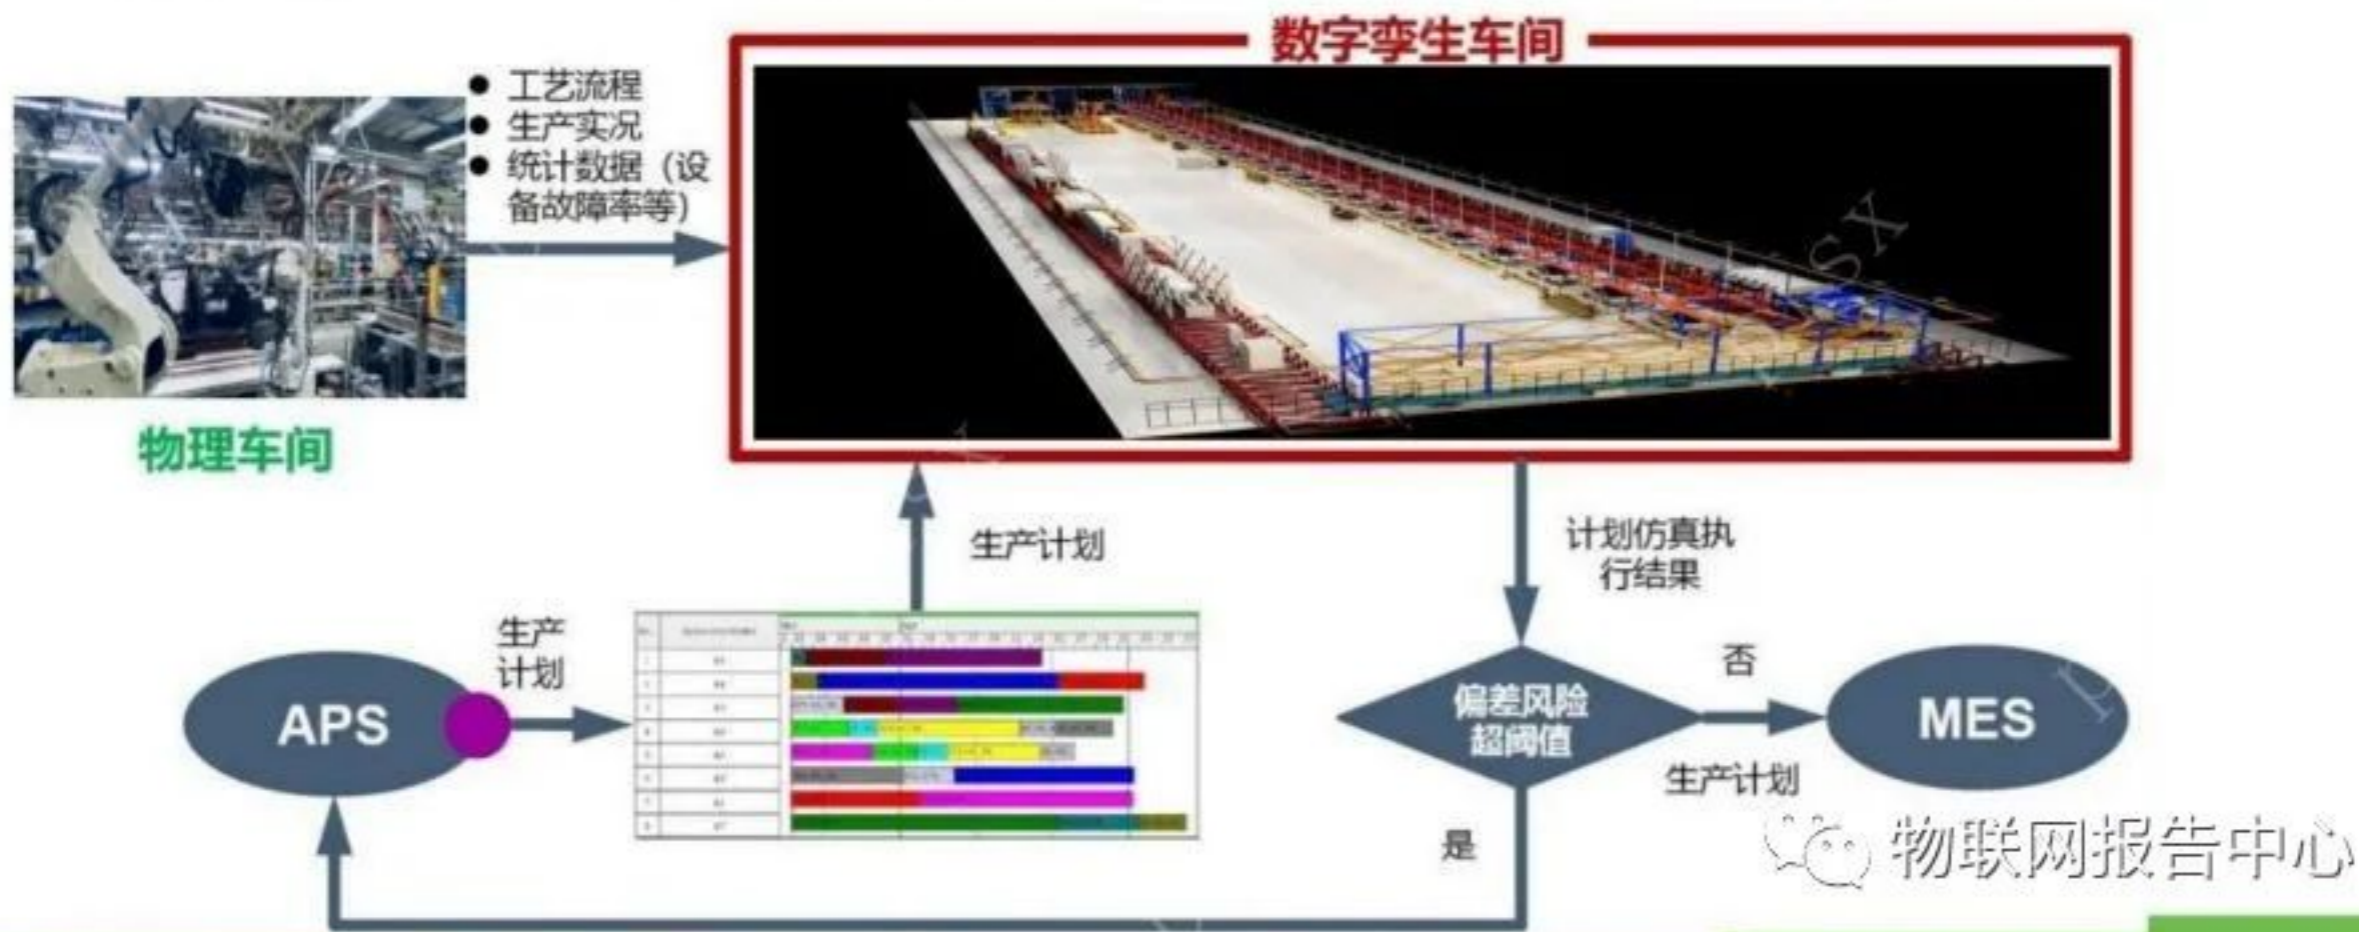 数字孪生车间
● 工艺流程
● 生产实况
● 统计数据（设
备故障率等）
物理车间
生产计划
计划仿真执
行结果
生产
计划
APS
偏差风险
超阈值
否
生产计划
MES
是
物联网报告中心